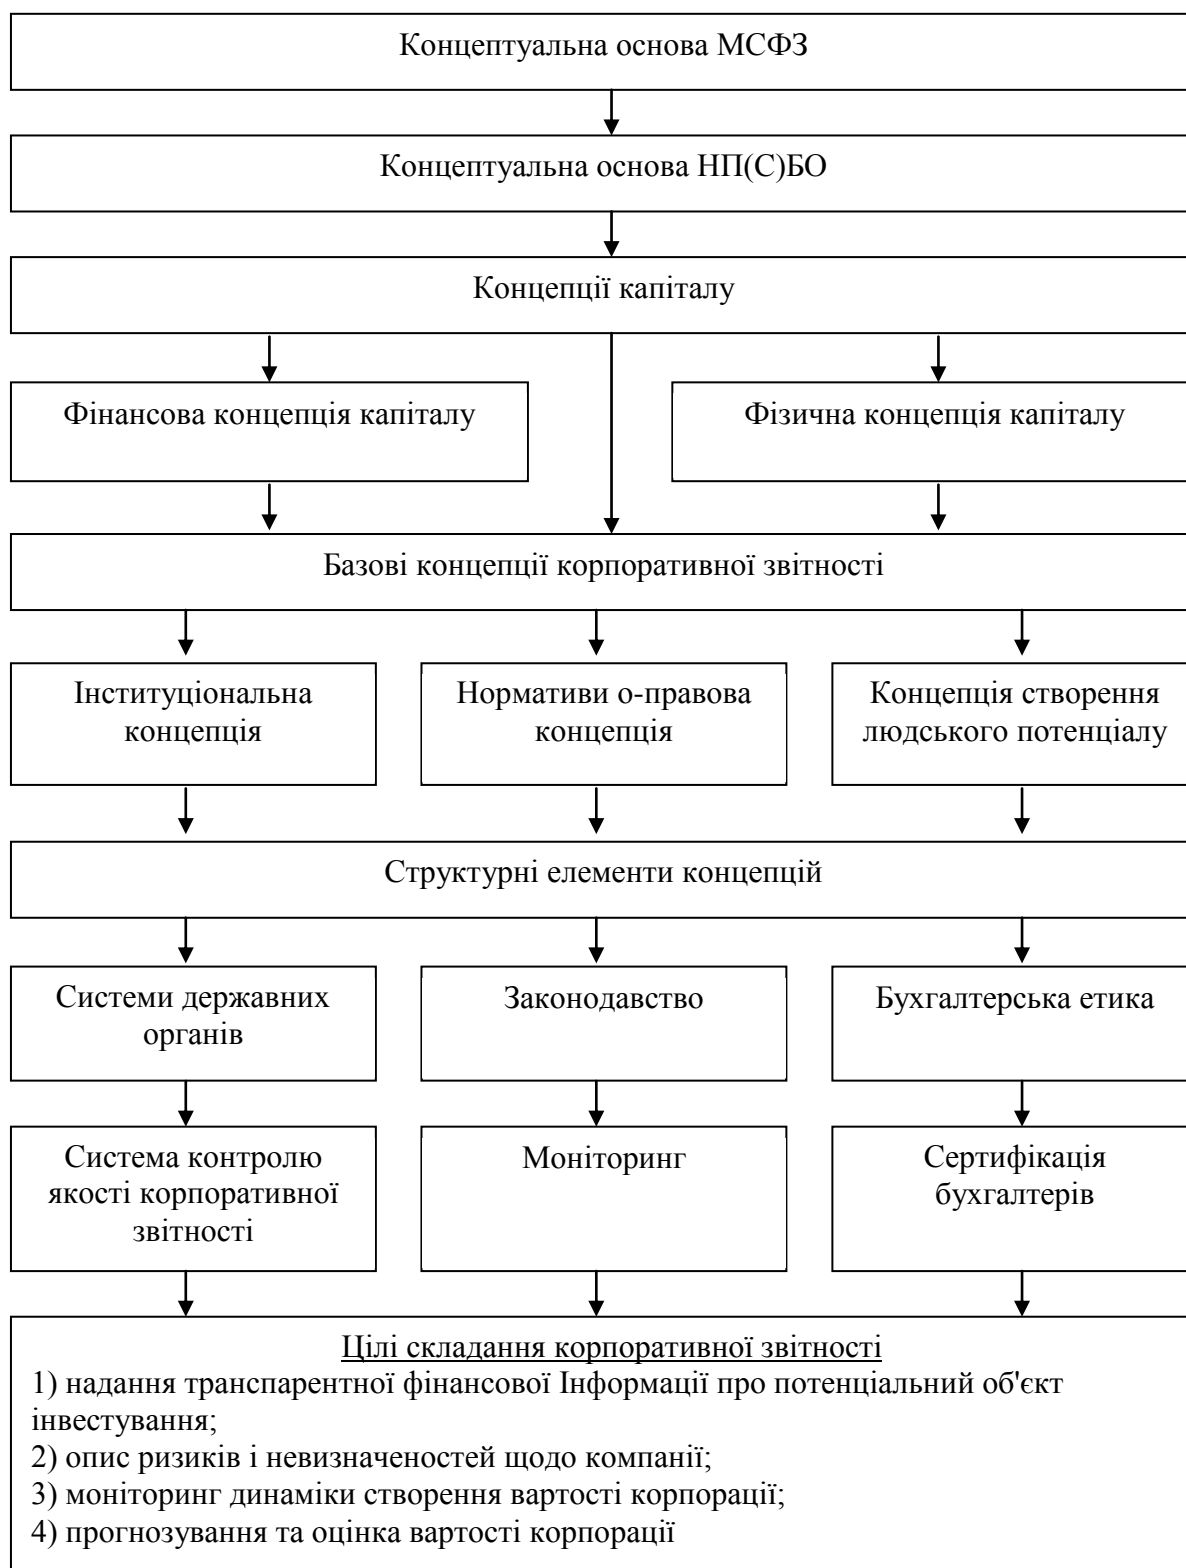 Концептуальна основа МСФЗ
Концептуальна основа НП(С)БО
Концепції капіталу
Фінансова концепція капіталу
Фізична концепція капіталу
Базові концепції корпоративної звітності
Інституціональна
концепція
Нормативи о-правова
концепція
Концепція створення
людського потенціалу
Структурні елементи концепцій
Системи державних
органів
Законодавство
Бухгалтерська етика
Система контролю
якості корпоративної
звітності
Моніторинг
Сертифікація
бухгалтерів
Цілі складання корпоративної звітності
1) надання транспарентної фінансової Інформації про потенціальний об'єкт
інвестування;
2) опис ризиків і невизначеностей щодо компанії;
3) моніторинг динаміки створення вартості корпорації;
4) прогнозування та оцінка вартості корпорації